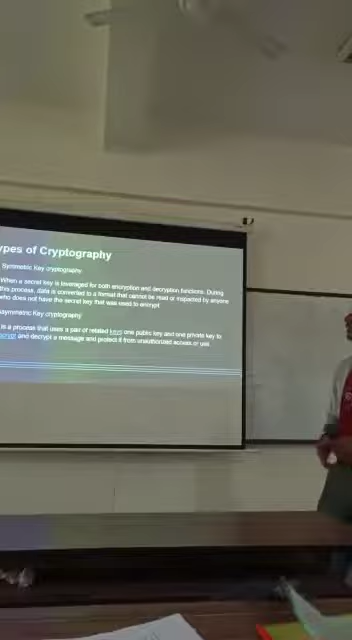 ypes of Cryptography
Symmetric Key cryptography
When a secret key is leveraged for both encryption and decryption functions. During
this process, data is converted to a format that cannot be read or inspected by anyone
who does not have the secret key that was used to encrypt
symmetric Key cryptography
is a process that uses a pair of related keys one public key and one private key to
crypt and decrypt a message and protect it from unauthorized access or use.